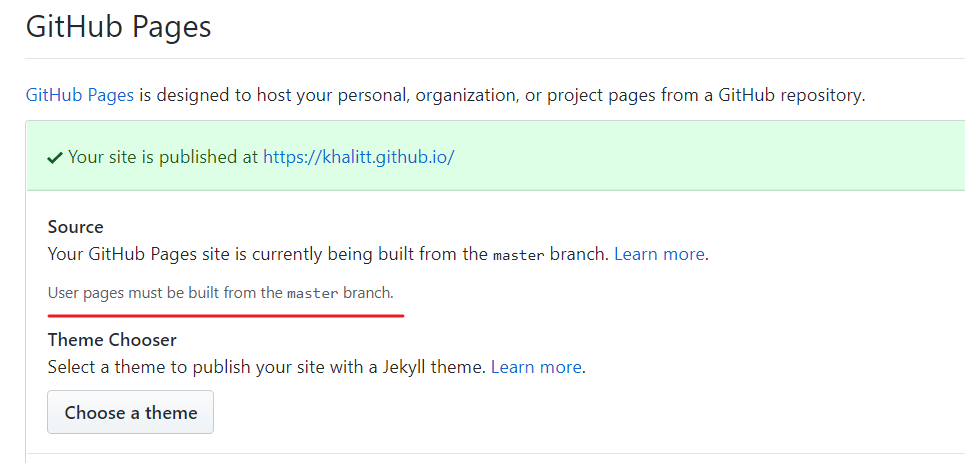 GitHub Pages
GitHub Pages is designed to host your personal, organization, or project pages from a GitHub repository.
✔ Your site is published at https://khalitt.github.io/
Source
Your GitHub Pages site is currently being built from the master branch. Learn more.
User pages must be built from the master branch.
Theme Chooser
Select a theme to publish your site with a Jekyll theme. Learn more.
Choose a theme